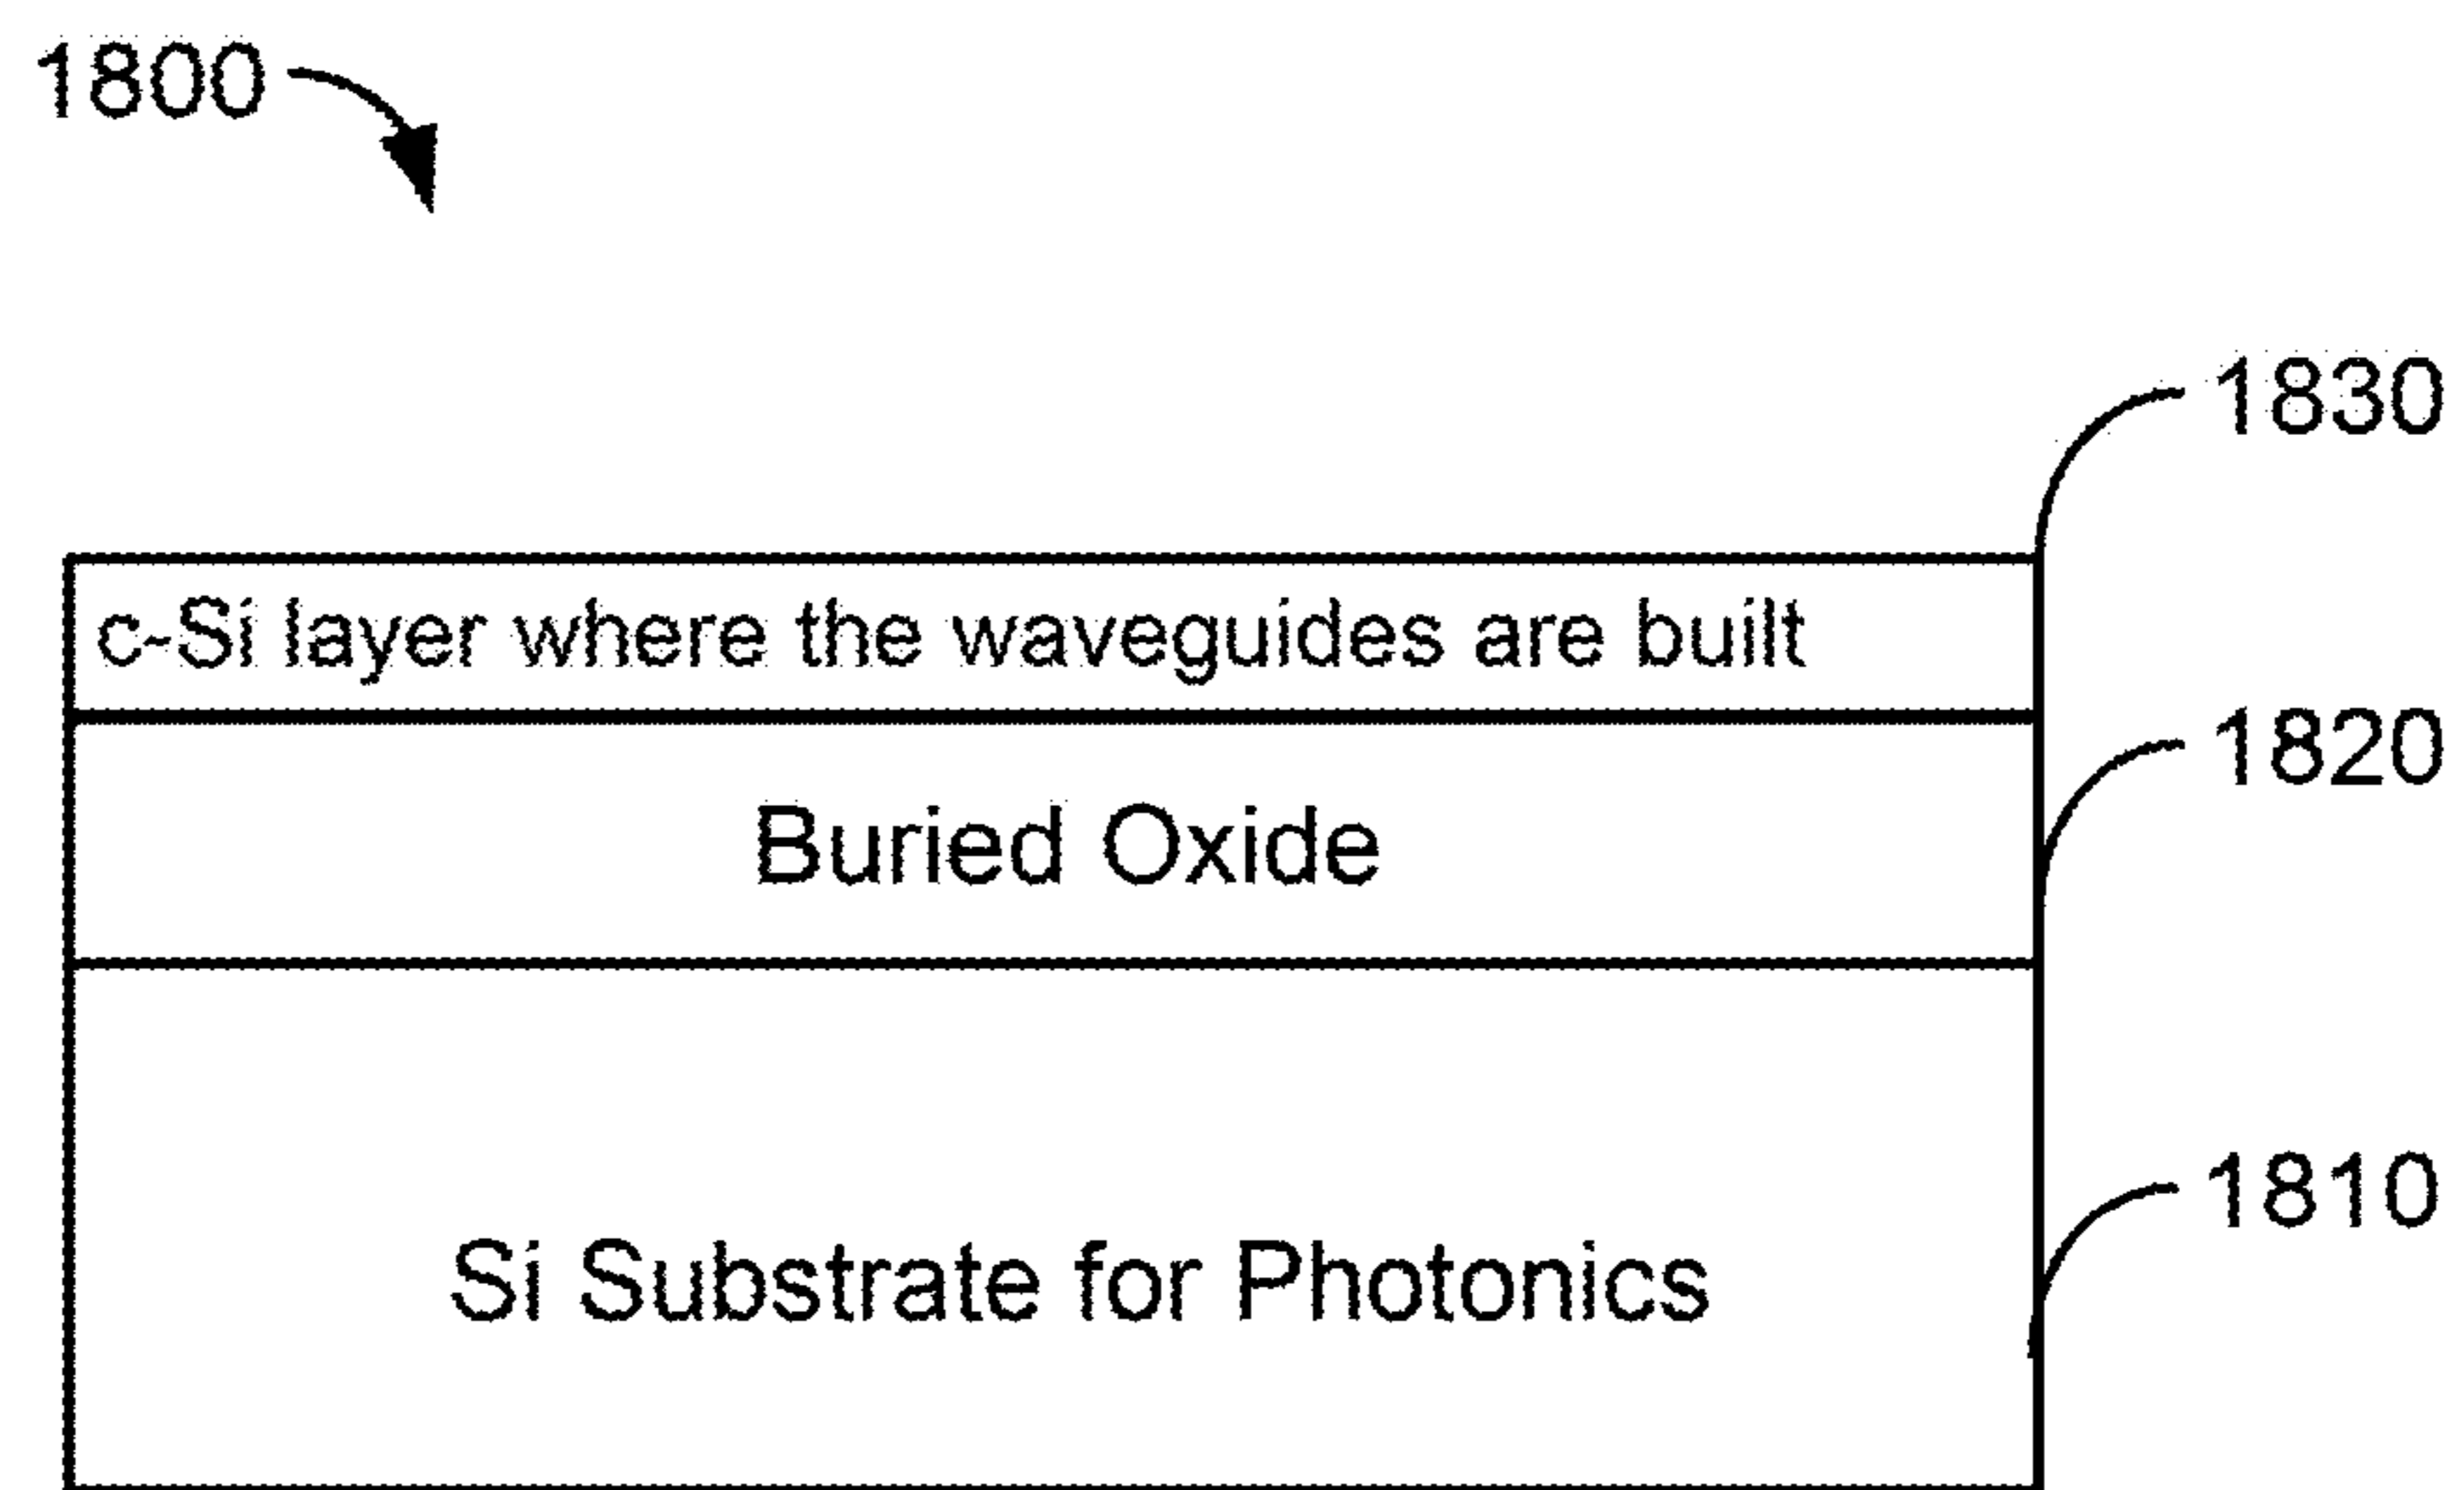 1800
1830
c-Si layer where the waveguides are built
1820
Buried Oxide
1810
Si Substrate for Photonics